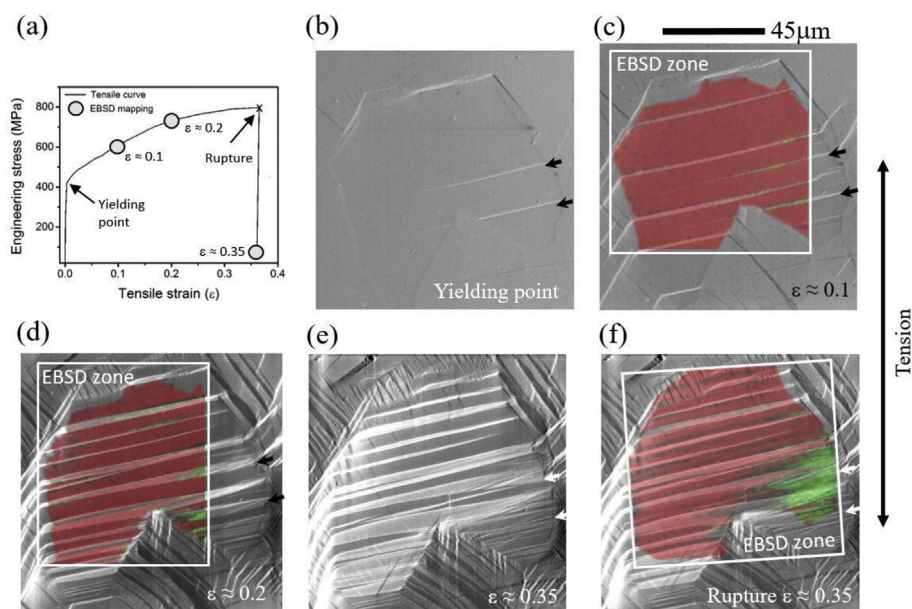 (a)
Engineering stress (MPa)
800
600
400
200
Tensile curve
EBSD mapping
ε ≈ 0.2
ε ≈ 0.1
Rupture
Yielding
point
ε ≈ 0.35
0.0 0.1 0.2 0.3 0.4
Tensile strain (ε)
(b)
Yielding point
(c)
45μm
EBSD zone
ε ≈ 0.1
(d)
EBSD zone
ε ≈ 0.2
(e)
ε ≈ 0.35
(f)
EBSD zone
Rupture ε ≈ 0.35
Tension